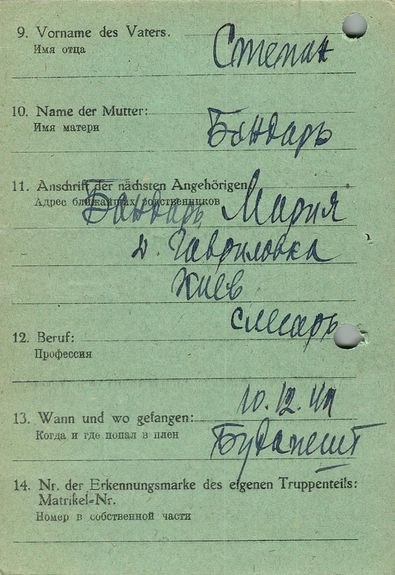 9. Vorname des Vaters.
Имя отца
Степан
10. Name der Mutter:
Имя матери
Бондарь
11. Anschrift der nächsten Angehörigen
Адрес ближайших родственников
Бондарь Мария
д. Гавриловка
Киев
слесарь
12. Beruf:
Профессия
10.12.44
13. Wann und wo gefangen:
Когда и где попал в плен
Будапешт
14. Nr. der Erkennungsmarke des eigenen Truppenteils:
Matrikel-Nr.
Номер в собственной части